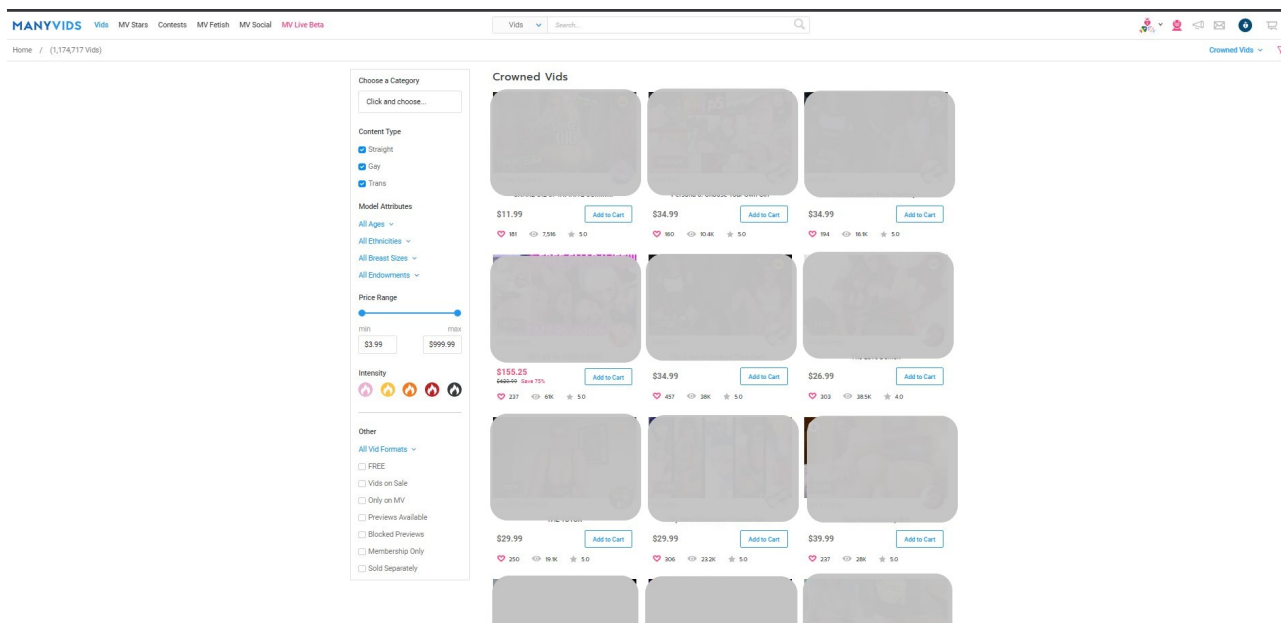 MANYVIDS Vids MV Stars Contests MV Fetish MV Social MV Live Beta Vids Search...
Home / (1,174,717 Vids) Crowned Vids
Choose a Category
Click and choose...
Content Type
Straight
Gay
Trans
Model Attributes
All Ages
All Ethnicities
All Breast Sizes
All Endowments
Price Range
min max
$3.99 $999.99
Intensity
Other
All Vid Formats
FREE
Vids on Sale
Only on MV
Previews Available
Blocked Previews
Membership Only
Sold Separately
Crowned Vids
$11.99 Add to Cart $34.99 Add to Cart $34.99 Add to Cart
181 7,516 5.0 160 10.4K 5.0 194 16.1K 5.0
$155.25 Add to Cart $34.99 Add to Cart $26.99 Add to Cart
Save 75%
237 61K 5.0 457 38K 5.0 303 28.5K 4.0
$29.99 Add to Cart $29.99 Add to Cart $39.99 Add to Cart
250 19.1K 5.0 306 23.2K 5.0 237 28K 5.0